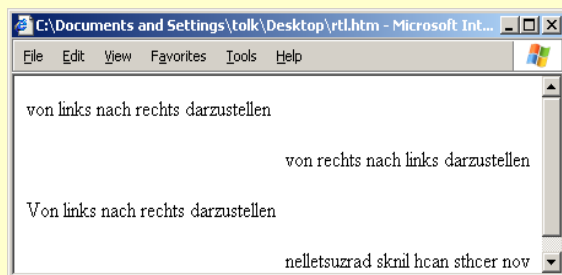 C:\Documents and Settings\tolk\Desktop\rtl.htm - Microsoft Int...
File Edit View Favorites Tools Help
von links nach rechts darzustellen
von rechts nach links darzustellen
Von links nach rechts darzustellen
nelletsuzrad sknil hcan sthcer nov